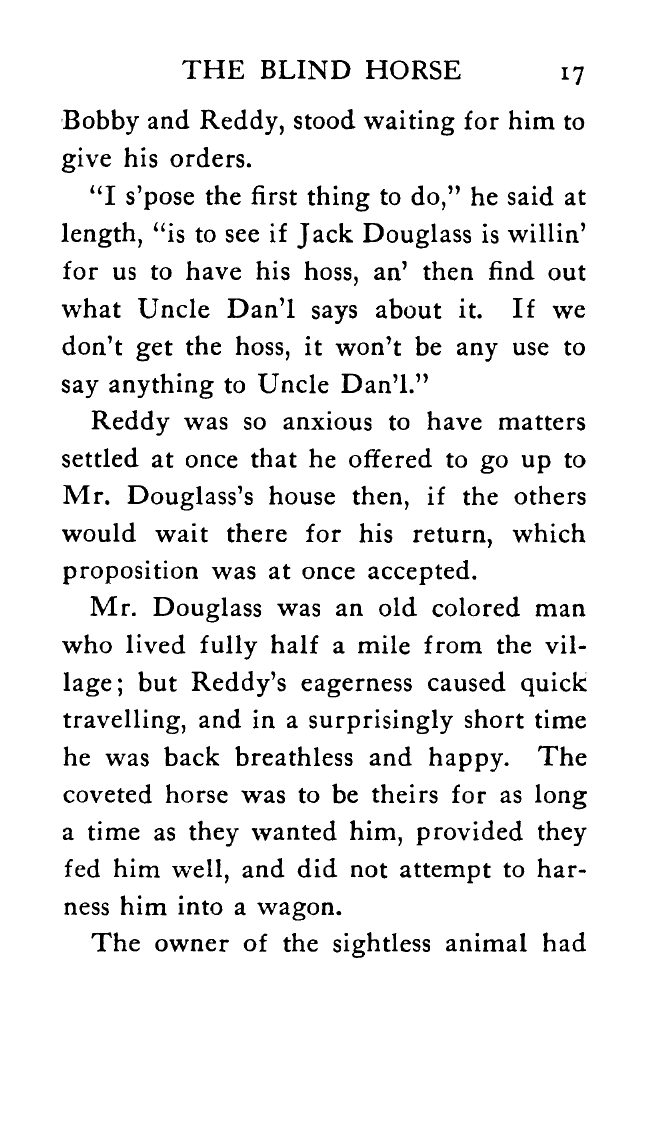 THE BLIND HORSE 17
Bobby and Reddy, stood waiting for him to
give his orders.
"I s'pose the first thing to do," he said at
length, "is to see if Jack Douglass is willin'
for us to have his hoss, an' then find out
what Uncle Dan'l says about it. If we
don't get the hoss, it won't be any use to
say anything to Uncle Dan'l."
Reddy was so anxious to have matters
settled at once that he offered to go up to
Mr. Douglass's house then, if the others
would wait there for his return, which
proposition was at once accepted.
Mr. Douglass was an old colored man
who lived fully half a mile from the vil-
lage; but Reddy's eagerness caused quick
travelling, and in a surprisingly short time
he was back breathless and happy. The
coveted horse was to be theirs for as long
a time as they wanted him, provided they
fed him well, and did not attempt to har-
ness him into a wagon.
The owner of the sightless animal had